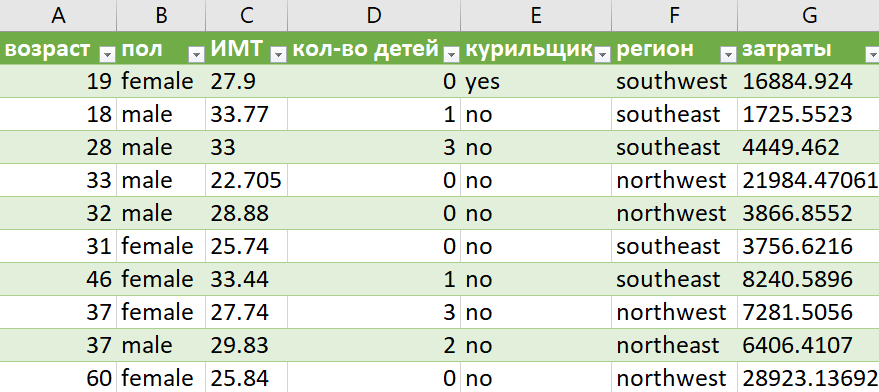 A B C D E F G
возраст пол ИМТ кол-во детей курильщик регион затраты
19 female 27.9 0 yes southwest 16884.924
18 male 33.77 1 no southeast 1725.5523
28 male 33 3 no southeast 4449.462
33 male 22.705 0 no northwest 21984.47061
32 male 28.88 0 no northwest 3866.8552
31 female 25.74 0 no southeast 3756.6216
46 female 33.44 1 no southeast 8240.5896
37 female 27.74 3 no northwest 7281.5056
37 male 29.83 2 no northeast 6406.4107
60 female 25.84 0 no northwest 28923.13692